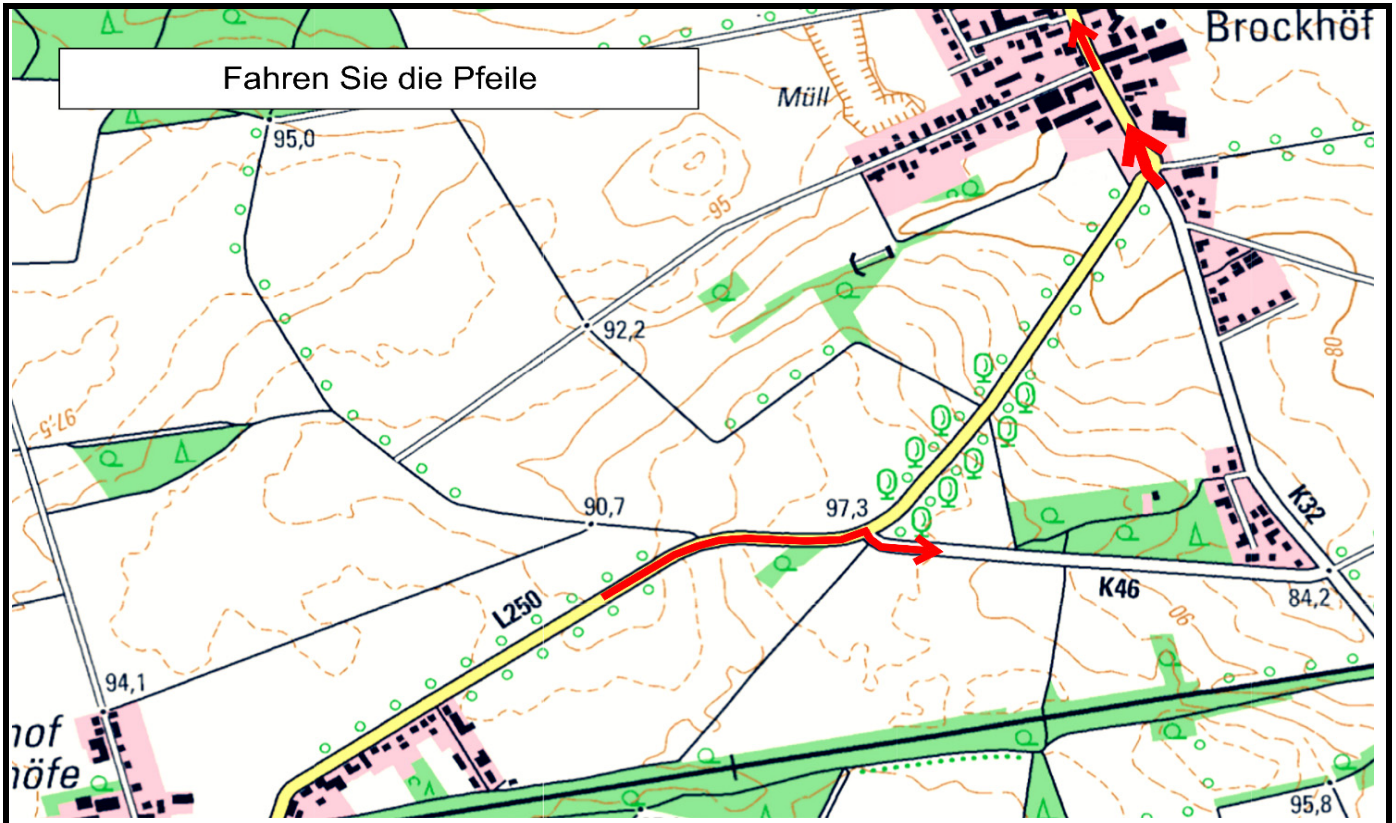 Brockhöf
Fahren Sie die Pfeile
Müll
95,0
95
92,2
80
97,5
90,7
97,3
K32
L250
K46
84,2
90
94,1
hof
höfe
95,8